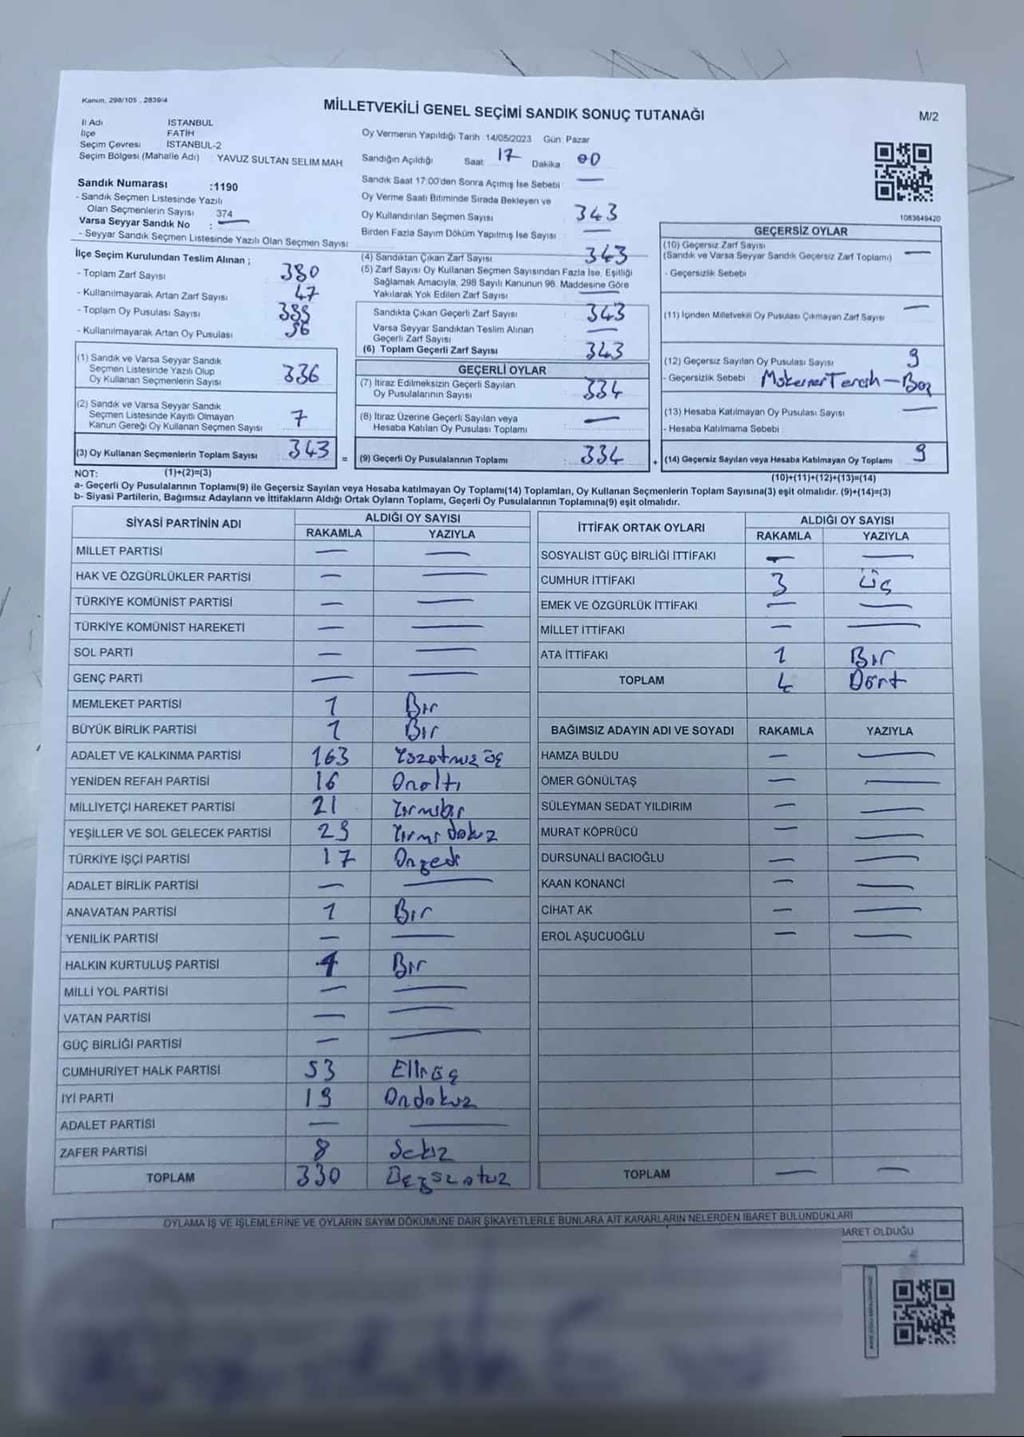 Kanun, 298/105 , 2839/4
MİLLETVEKİLİ GENEL SEÇİMİ SANDIK SONUÇ TUTANAĞI
M/2
İl Adı İSTANBUL
İlçe FATİH
Seçim Çevresi İSTANBUL-2
Seçim Bölgesi (Mahalle Adı) YAVUZ SULTAN SELİM MAH
Sandık Numarası :1190
- Sandık Seçmen Listesinde Yazılı
Olan Seçmenlerin Sayısı 374
Varsa Seyyar Sandık No : —
- Seyyar Sandık Seçmen Listesinde Yazılı Olan Seçmen Sayısı
Oy Vermenin Yapıldığı Tarih 14/05/2023 Gün Pazar
Sandığın Açıldığı Saat 17 Dakika 00
Sandık Saat 17:00'den Sonra Açılmış İse Sebebi —
Oy Verme Saati Bitiminde Sırada Bekleyen ve
Oy Kullandırılan Seçmen Sayısı 343
Birden Fazla Sayım Döküm Yapılmış İse Sayısı —
1083649420
İlçe Seçim Kurulundan Teslim Alınan ;
- Toplam Zarf Sayısı 380
- Kullanılmayarak Artan Zarf Sayısı 47
- Toplam Oy Pusulası Sayısı
- Kullanılmayarak Artan Oy Pusulası
(1) Sandık ve Varsa Seyyar Sandık
Seçmen Listesinde Yazılı Olup
Oy Kullanan Seçmenlerin Sayısı 336
(2) Sandık ve Varsa Seyyar Sandık
Seçmen Listesinde Kayıtlı Olmayan
Kanun Gereği Oy Kullanan Seçmen Sayısı 7
(3) Oy Kullanan Seçmenlerin Toplam Sayısı 343 =
(1)+(2)=(3)
(4) Sandıktan Çıkan Zarf Sayısı 343
(5) Zarf Sayısı Oy Kullanan Seçmen Sayısından Fazla İse, Eşitliği
Sağlamak Amacıyla, 298 Sayılı Kanunun 98. Maddesine Göre
Yakılarak Yok Edilen Zarf Sayısı —
Sandıkta Çıkan Geçerli Zarf Sayısı 343
Varsa Seyyar Sandıktan Teslim Alınan
Geçerli Zarf Sayısı —
(6) Toplam Geçerli Zarf Sayısı 343
GEÇERLİ OYLAR
(7) İtiraz Edilmeksizin Geçerli Sayılan
Oy Pusulalarının Sayısı 334
(8) İtiraz Üzerine Geçerli Sayılan veya
Hesaba Katılan Oy Pusulası Toplamı —
(9) Geçerli Oy Pusulalarının Toplamı 334 +
GEÇERSİZ OYLAR
(10) Geçersiz Zarf Sayısı
(Sandık ve Varsa Seyyar Sandık Geçersiz Zarf Toplamı) —
- Geçersizlik Sebebi
(11) İçinden Milletvekili Oy Pusulası Çıkmayan Zarf Sayısı —
(12) Geçersiz Sayılan Oy Pusulası Sayısı 9
- Geçersizlik Sebebi
(13) Hesaba Katılmayan Oy Pusulası Sayısı —
- Hesaba Katılmama Sebebi
(14) Geçersiz Sayılan veya Hesaba Katılmayan Oy Toplamı 9
(10)+(11)+(12)+(13)=(14)
NOT:
a- Geçerli Oy Pusulalarının Toplamı(9) ile Geçersiz Sayılan veya Hesaba katılmayan Oy Toplamı(14) Toplamları, Oy Kullanan Seçmenlerin Toplam Sayısına(3) eşit olmalıdır. (9)+(14)=(3)
b- Siyasi Partilerin, Bağımsız Adayların ve İttifakların Aldığı Ortak Oyların Toplamı, Geçerli Oy Pusulalarının Toplamına(9) eşit olmalıdır.
SİYASİ PARTİNİN ADI ALDIĞI OY SAYISI
RAKAMLA YAZIYLA
MİLLET PARTİSİ — —
HAK VE ÖZGÜRLÜKLER PARTİSİ — —
TÜRKİYE KOMÜNİST PARTİSİ — —
TÜRKİYE KOMÜNİST HAREKETİ — —
SOL PARTİ — —
GENÇ PARTİ — —
MEMLEKET PARTİSİ 1 Bir
BÜYÜK BİRLİK PARTİSİ 1 Bir
ADALET VE KALKINMA PARTİSİ 163
YENİDEN REFAH PARTİSİ 16 Onaltı
MİLLİYETÇİ HAREKET PARTİSİ 21 Yirmibir
YEŞİLLER VE SOL GELECEK PARTİSİ 29 Yirmi dokuz
TÜRKİYE İŞÇİ PARTİSİ 17 Onyedi
ADALET BİRLİK PARTİSİ — —
ANAVATAN PARTİSİ 1 Bir
YENİLİK PARTİSİ — —
HALKIN KURTULUŞ PARTİSİ 1 Bir
MİLLİ YOL PARTİSİ — —
VATAN PARTİSİ — —
GÜÇ BİRLİĞİ PARTİSİ — —
CUMHURİYET HALK PARTİSİ 53 Elliüç
İYİ PARTİ 19 Ondokuz
ADALET PARTİSİ — —
ZAFER PARTİSİ 8 Sekiz
TOPLAM 330
İTTİFAK ORTAK OYLARI ALDIĞI OY SAYISI
RAKAMLA YAZIYLA
SOSYALİST GÜÇ BİRLİĞİ İTTİFAKI — —
CUMHUR İTTİFAKI 3 Üç
EMEK VE ÖZGÜRLÜK İTTİFAKI — —
MİLLET İTTİFAKI — —
ATA İTTİFAKI 1 Bir
TOPLAM 4 Dört
BAĞIMSIZ ADAYIN ADI VE SOYADI RAKAMLA YAZIYLA
HAMZA BULDU — —
ÖMER GÖNÜLTAŞ — —
SÜLEYMAN SEDAT YILDIRIM — —
MURAT KÖPRÜCÜ — —
DURSUNALİ BACIOĞLU — —
KAAN KONANCİ — —
CİHAT AK — —
EROL AŞUCUOĞLU — —
TOPLAM — —
OYLAMA İŞ VE İŞLEMLERİNE VE OYLARIN SAYIM DÖKÜMÜNE DAİR ŞİKAYETLERLE BUNLARA AİT KARARLARIN NELERDEN İBARET BULUNDUKLARI
BARET OLDUĞU